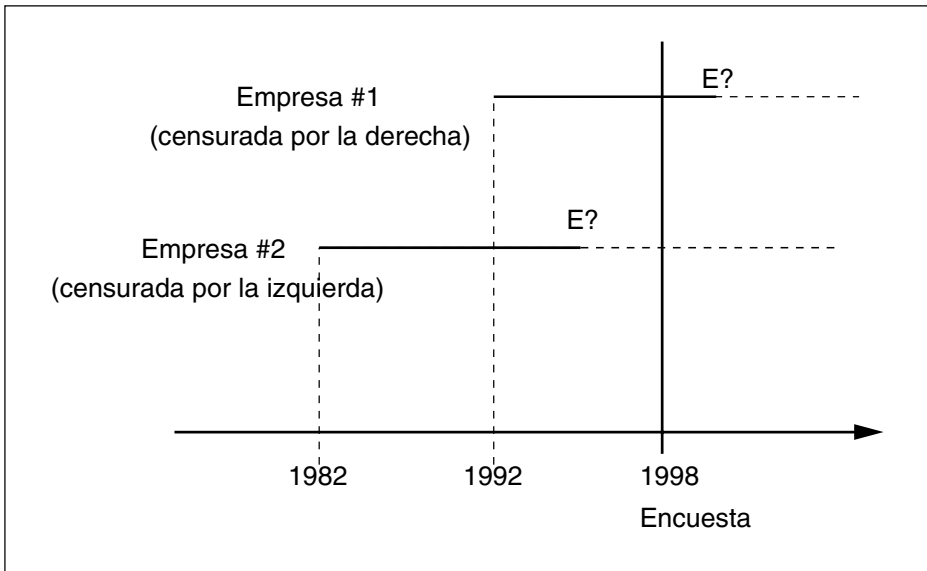 E?
Empresa #1
(censurada por la derecha)
E?
Empresa #2
(censurada por la izquierda)
1982
1992
1998
Encuesta